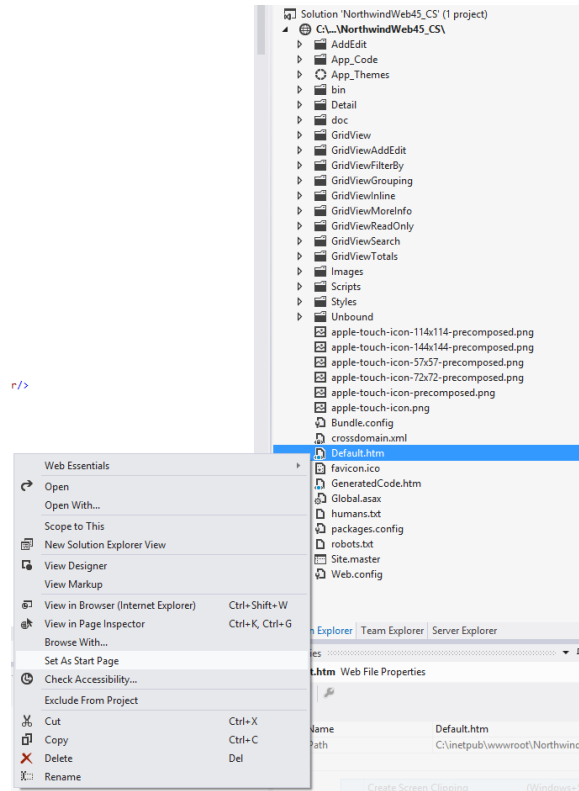 Solution 'NorthwindWeb45_CS' (1 project)
C:\...\NorthwindWeb45_CS\
AddEdit
App_Code
App_Themes
bin
Detail
doc
GridView
GridViewAddEdit
GridViewFilterBy
GridViewGrouping
GridViewInline
GridViewMoreInfo
GridViewReadOnly
GridViewSearch
GridViewTotals
Images
Scripts
Styles
Unbound
apple-touch-icon-114x114-precomposed.png
apple-touch-icon-144x144-precomposed.png
apple-touch-icon-57x57-precomposed.png
apple-touch-icon-72x72-precomposed.png
apple-touch-icon-precomposed.png
r/>
apple-touch-icon.png
Bundle.config
crossdomain.xml
Default.htm
favicon.ico
GeneratedCode.htm
Global.asax
humans.txt
packages.config
robots.txt
Site.master
Web.config
Web Essentials
Open
Open With...
Scope to This
New Solution Explorer View
View Designer
View Markup
View in Browser (Internet Explorer) Ctrl+Shift+W
View in Page Inspector Ctrl+K, Ctrl+G
Browse With...
Set As Start Page
Check Accessibility...
Exclude From Project
Cut Ctrl+X
Copy Ctrl+C
Delete Del
Rename
n Explorer Team Explorer Server Explorer
ies
t.htm Web File Properties
Name Default.htm
Path C:\inetpub\wwwroot\Northwind
Create Screen Clipping (Windows+